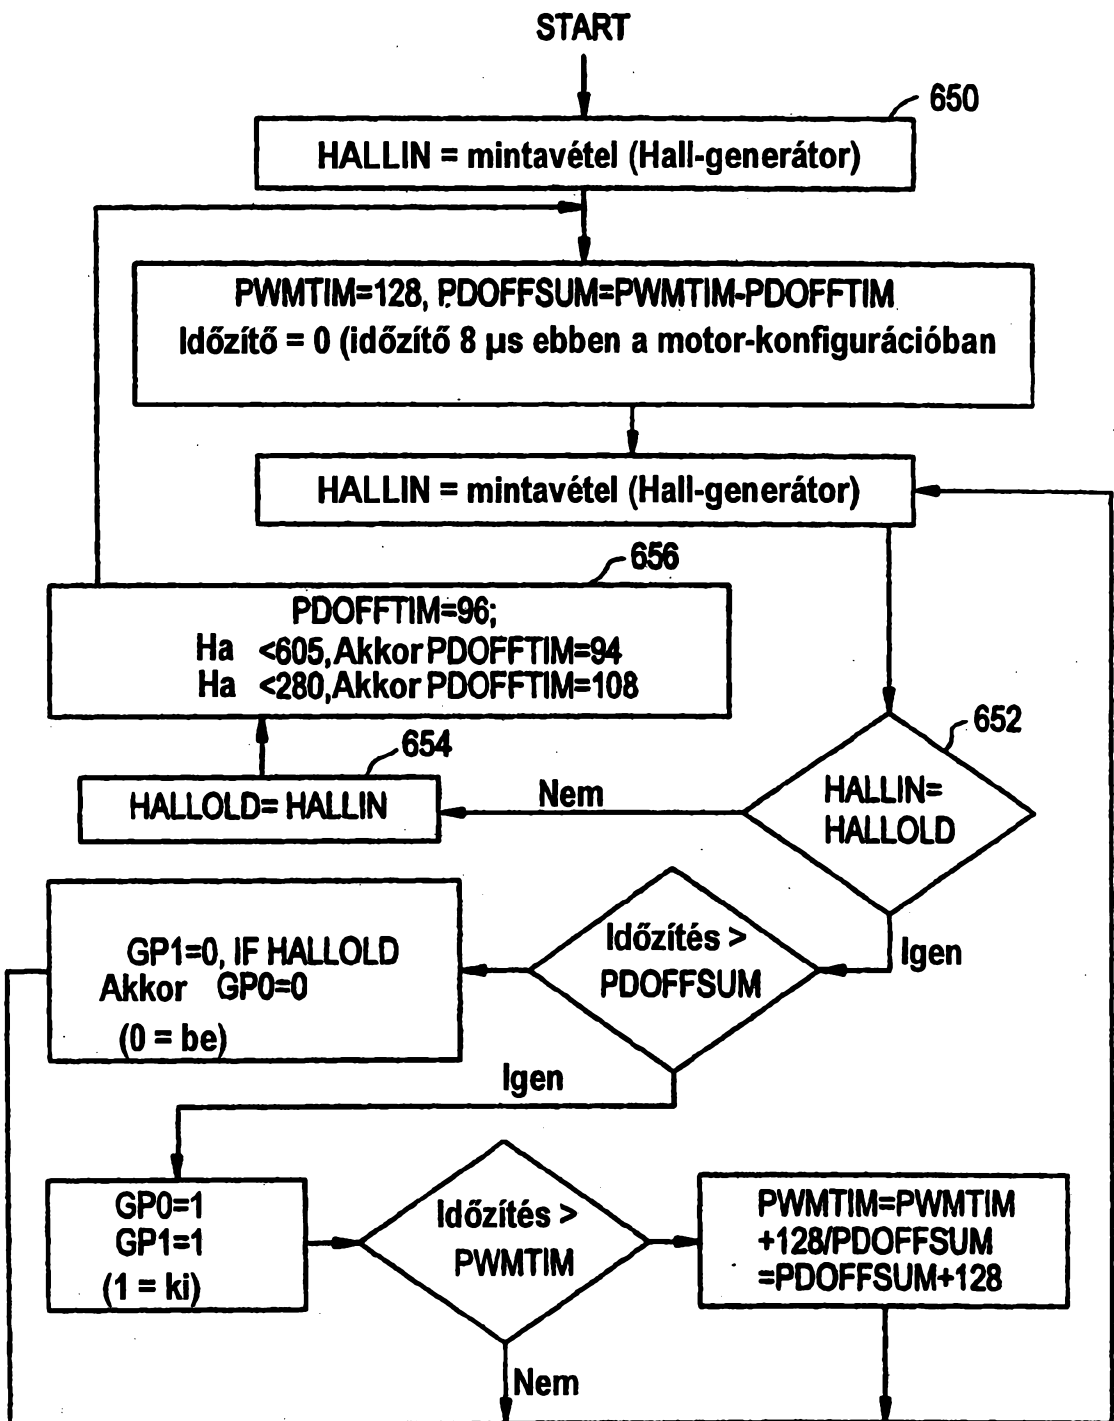 START
650
HALLIN = mintavétel (Hall-generátor)
PWMTIM=128, PDOFFSUM=PWMTIM-PDOFFTIM
Időzítő = 0 (időzítő 8 µs ebben a motor-konfigurációban
HALLIN = mintavétel (Hall-generátor)
656
PDOFFTIM=96;
Ha <605, Akkor PDOFFTIM=94
Ha <280, Akkor PDOFFTIM=108
654
HALLOLD= HALLIN
Nem
652
HALLIN=
HALLOLD
Igen
Időzítés >
PDOFFSUM
GP1=0, IF HALLOLD
Akkor GP0=0
(0 = be)
Igen
GP0=1
GP1=1
(1 = ki)
Időzítés >
PWMTIM
PWMTIM=PWMTIM
+128/PDOFFSUM
=PDOFFSUM+128
Nem